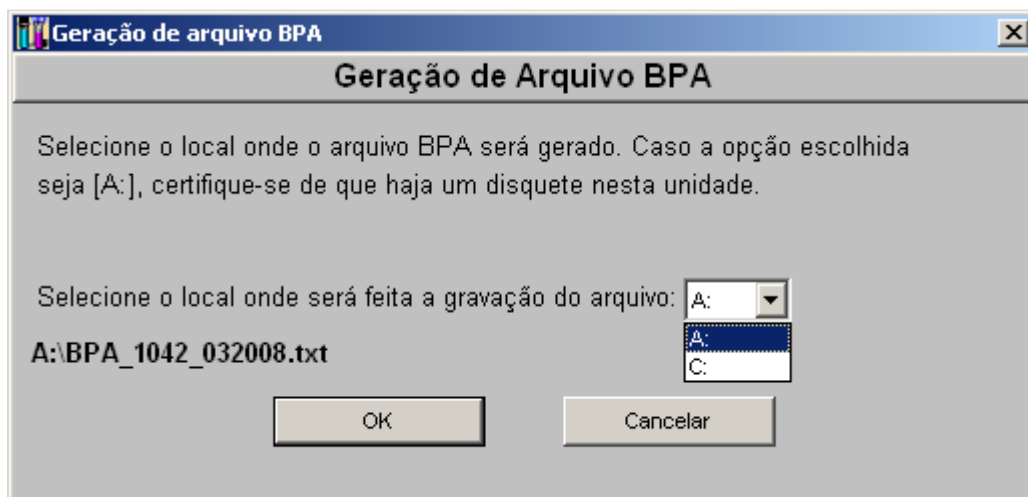 Geração de arquivo BPA
Geração de Arquivo BPA
Selecione o local onde o arquivo BPA será gerado. Caso a opção escolhida
seja [A:], certifique-se de que haja um disquete nesta unidade.
Selecione o local onde será feita a gravação do arquivo: A:
A:
C:
A:\BPA_1042_032008.txt
OK Cancelar